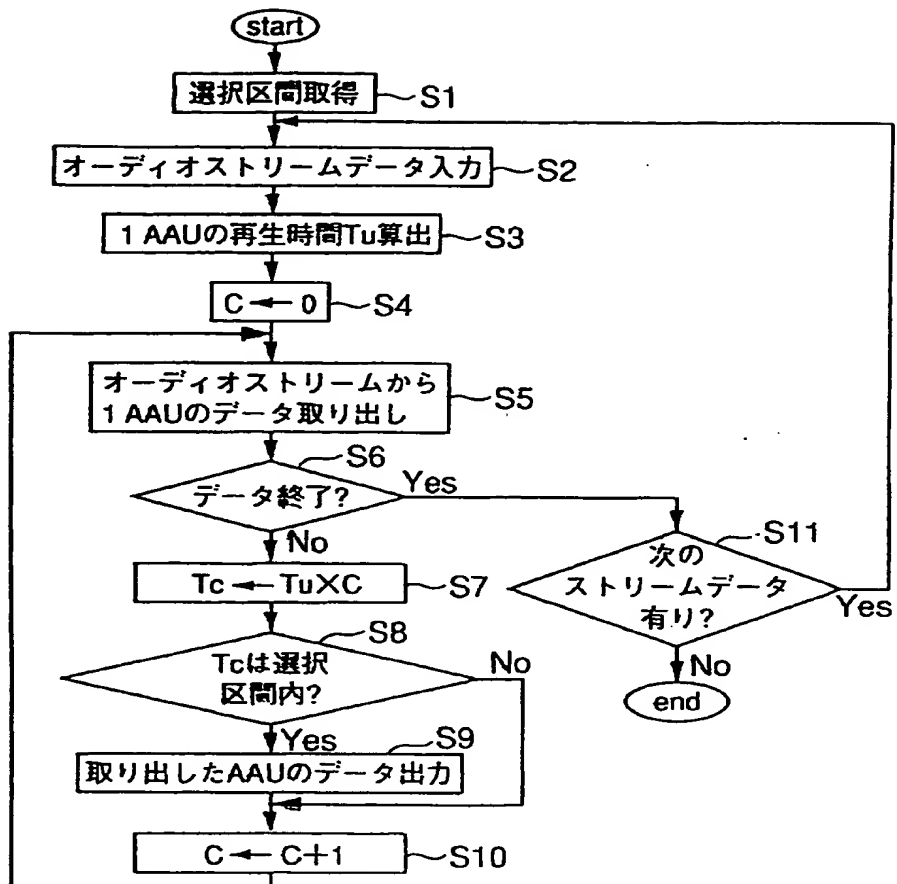 start
選択区間取得
S1
オーディオストリームデータ入力
S2
1 AAUの再生時間Tu算出
S3
C ← 0
S4
オーディオストリームから
1 AAUのデータ取り出し
S5
S6
データ終了?
Yes
No
S11
次の
ストリームデータ
有り?
Yes
No
end
Tc ← Tu×C
S7
S8
Tcは選択
区間内?
No
Yes
S9
取り出したAAUのデータ出力
C ← C+1
S10